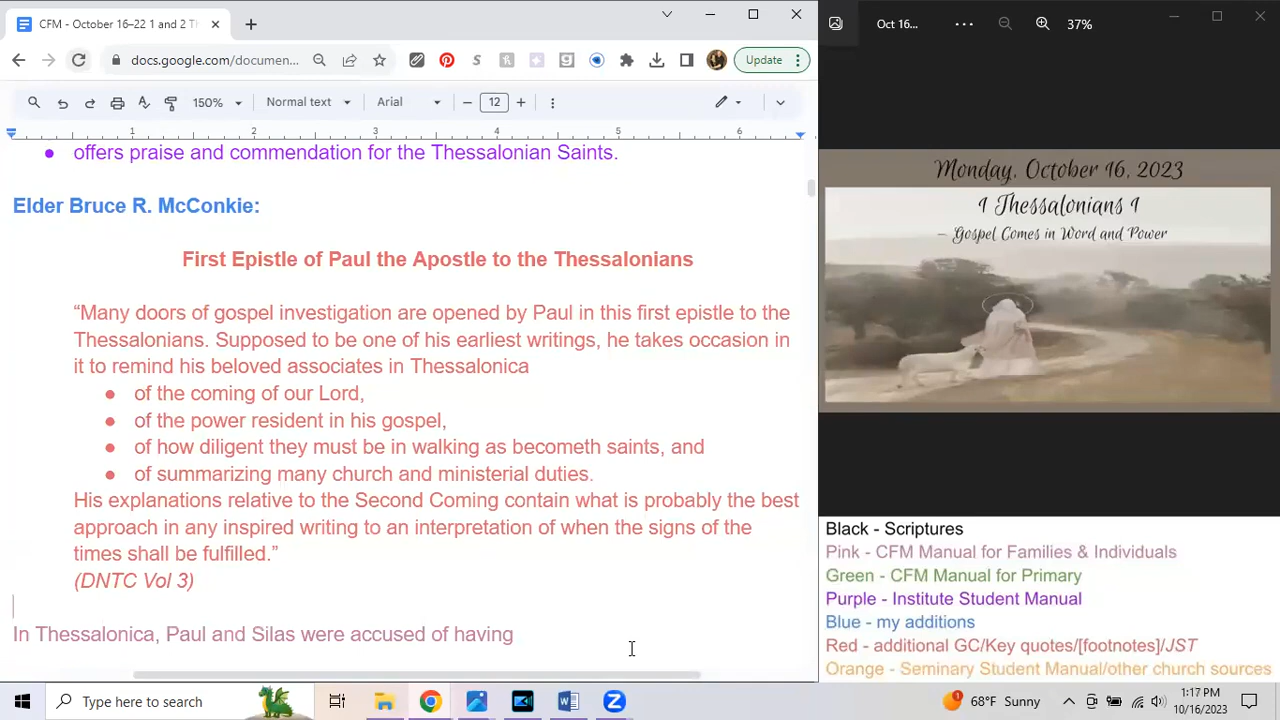 CFM - October 16–22 1 and 2 Th
docs.google.com/documen...
Update
150%
Normal text
Arial
12
1 2 3 4 5 6
offers praise and commendation for the Thessalonian Saints.
Elder Bruce R. McConkie:
First Epistle of Paul the Apostle to the Thessalonians
“Many doors of gospel investigation are opened by Paul in this first epistle to the
Thessalonians. Supposed to be one of his earliest writings, he takes occasion in
it to remind his beloved associates in Thessalonica
of the coming of our Lord,
of the power resident in his gospel,
of how diligent they must be in walking as becometh saints, and
of summarizing many church and ministerial duties.
His explanations relative to the Second Coming contain what is probably the best
approach in any inspired writing to an interpretation of when the signs of the
times shall be fulfilled.”
(DNTC Vol 3)
In Thessalonica, Paul and Silas were accused of having
Oct 16...
37%
Monday, October 16, 2023
1 Thessalonians 1
– Gospel Comes in Word and Power
Black - Scriptures
Pink - CFM Manual for Families & Individuals
Green - CFM Manual for Primary
Purple - Institute Student Manual
Blue - my additions
Red - additional GC/Key quotes/[footnotes]/JST
Orange - Seminary Student Manual/other church sources
Type here to search
1
68°F Sunny
1:17 PM
10/16/2023